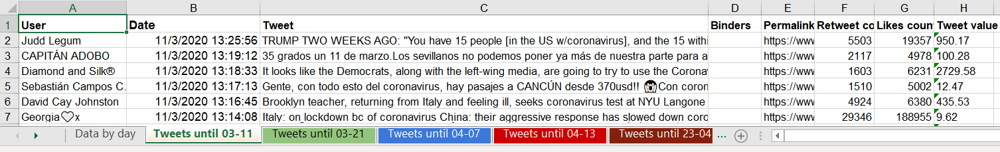 A B C D E F G H
1 User Date Tweet Binders Permalink Retweet co Likes coun Tweet value
2 Judd Legum 11/3/2020 13:25:56 TRUMP TWO WEEKS AGO: "You have 15 people [in the US w/coronavirus], and the 15 withi https://www 5503 19357 950.17
3 CAPITÁN ADOBO 11/3/2020 13:19:12 35 grados un 11 de marzo.Los sevillanos no podemos poner ya más de nuestra parte para a https://www 2117 4978 100.28
4 Diamond and Silk® 11/3/2020 13:18:33 It looks like the Democrats, along with the left-wing media, are going to try to use the Corona https://www 1603 6231 2729.58
5 Sebastián Campos C. 11/3/2020 13:17:13 Gente, con todo esto del coronavirus, hay pasajes a CANCÚN desde 370usd!! 😱Con coron https://www 1510 5002 12.47
6 David Cay Johnston 11/3/2020 13:16:45 Brooklyn teacher, returning from Italy and feeling ill, seeks coronavirus test at NYU Langone https://www 4924 6380 435.53
7 Georgia🤍x 11/3/2020 13:14:08 Italy: on lockdown bc of coronavirus China: their aggressive response has slowed down coro https://www 29346 188955 9.62
Data by day Tweets until 03-11 Tweets until 03-21 Tweets until 04-07 Tweets until 04-13 Tweets until 23-04 ...